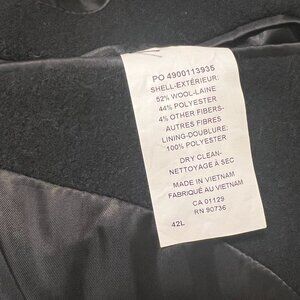 PO 4900113935
SHELL-EXTÉRIEUR:
52% WOOL-LAINE
44% POLYESTER
4% OTHER FIBERS-
AUTRES FIBRES
LINING-DOUBLURE:
100% POLYESTER
DRY CLEAN-
NETTOYAGE À SEC
MADE IN VIETNAM
FABRIQUÉ AU VIETNAM
CA 01129
RN 90736
42L